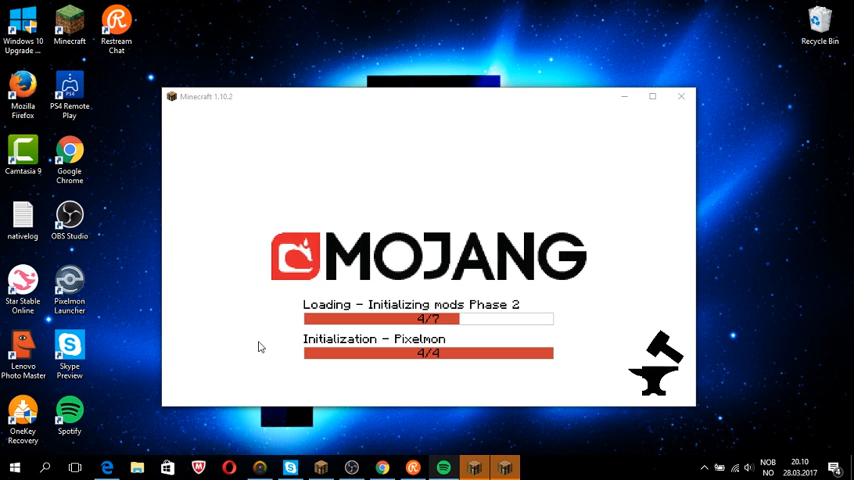 Windows 10
Upgrade ...
Minecraft
Restream
Chat
Recycle Bin
Mozilla
Firefox
PS4 Remote
Play
Camtasia 9
Google
Chrome
nativelog
OBS Studio
Star Stable
Online
Pixelmon
Launcher
Lenovo
Photo Master
Skype
Preview
OneKey
Recovery
Spotify
Minecraft 1.10.2
MOJANG
Loading - Initializing mods Phase 2
4/7
Initialization - Pixelmon
4/4
NOB
NO
20.10
28.03.2017
4